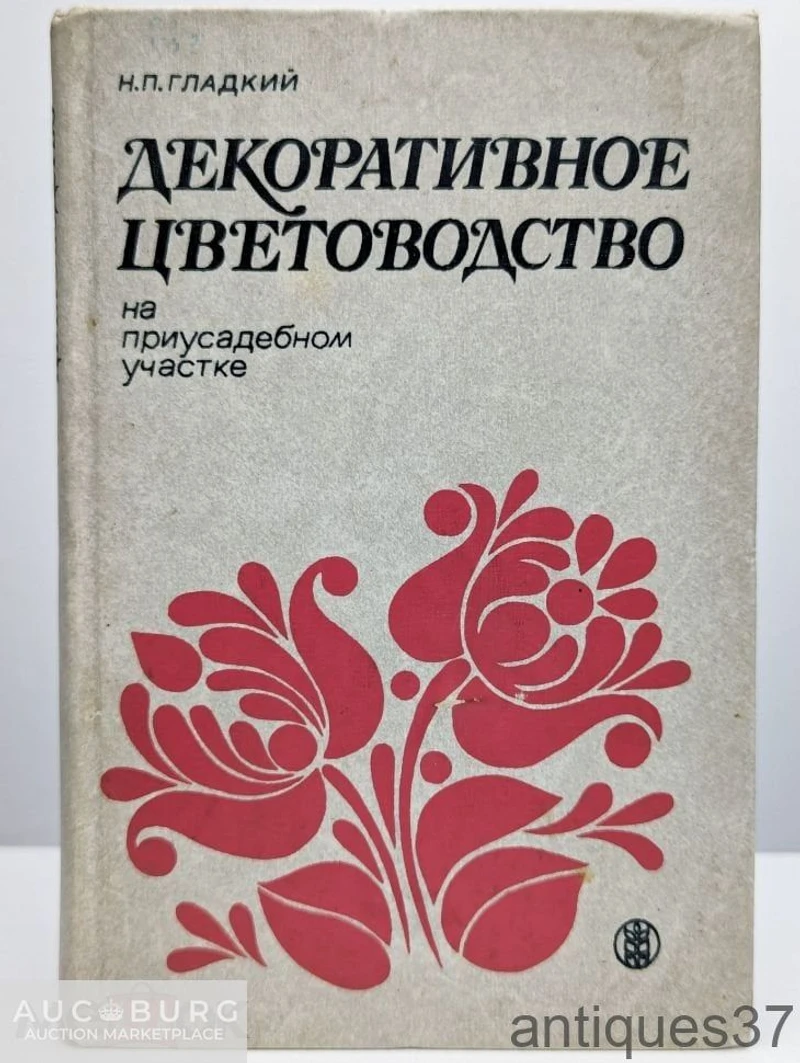 Н.П.ГЛАДКИЙ
ДЕКОРАТИВНОЕ
ЦВЕТОВОДСТВО
на
приусадебном
участке
AUCBURG
AUCTION MARKETPLACE
antiques37